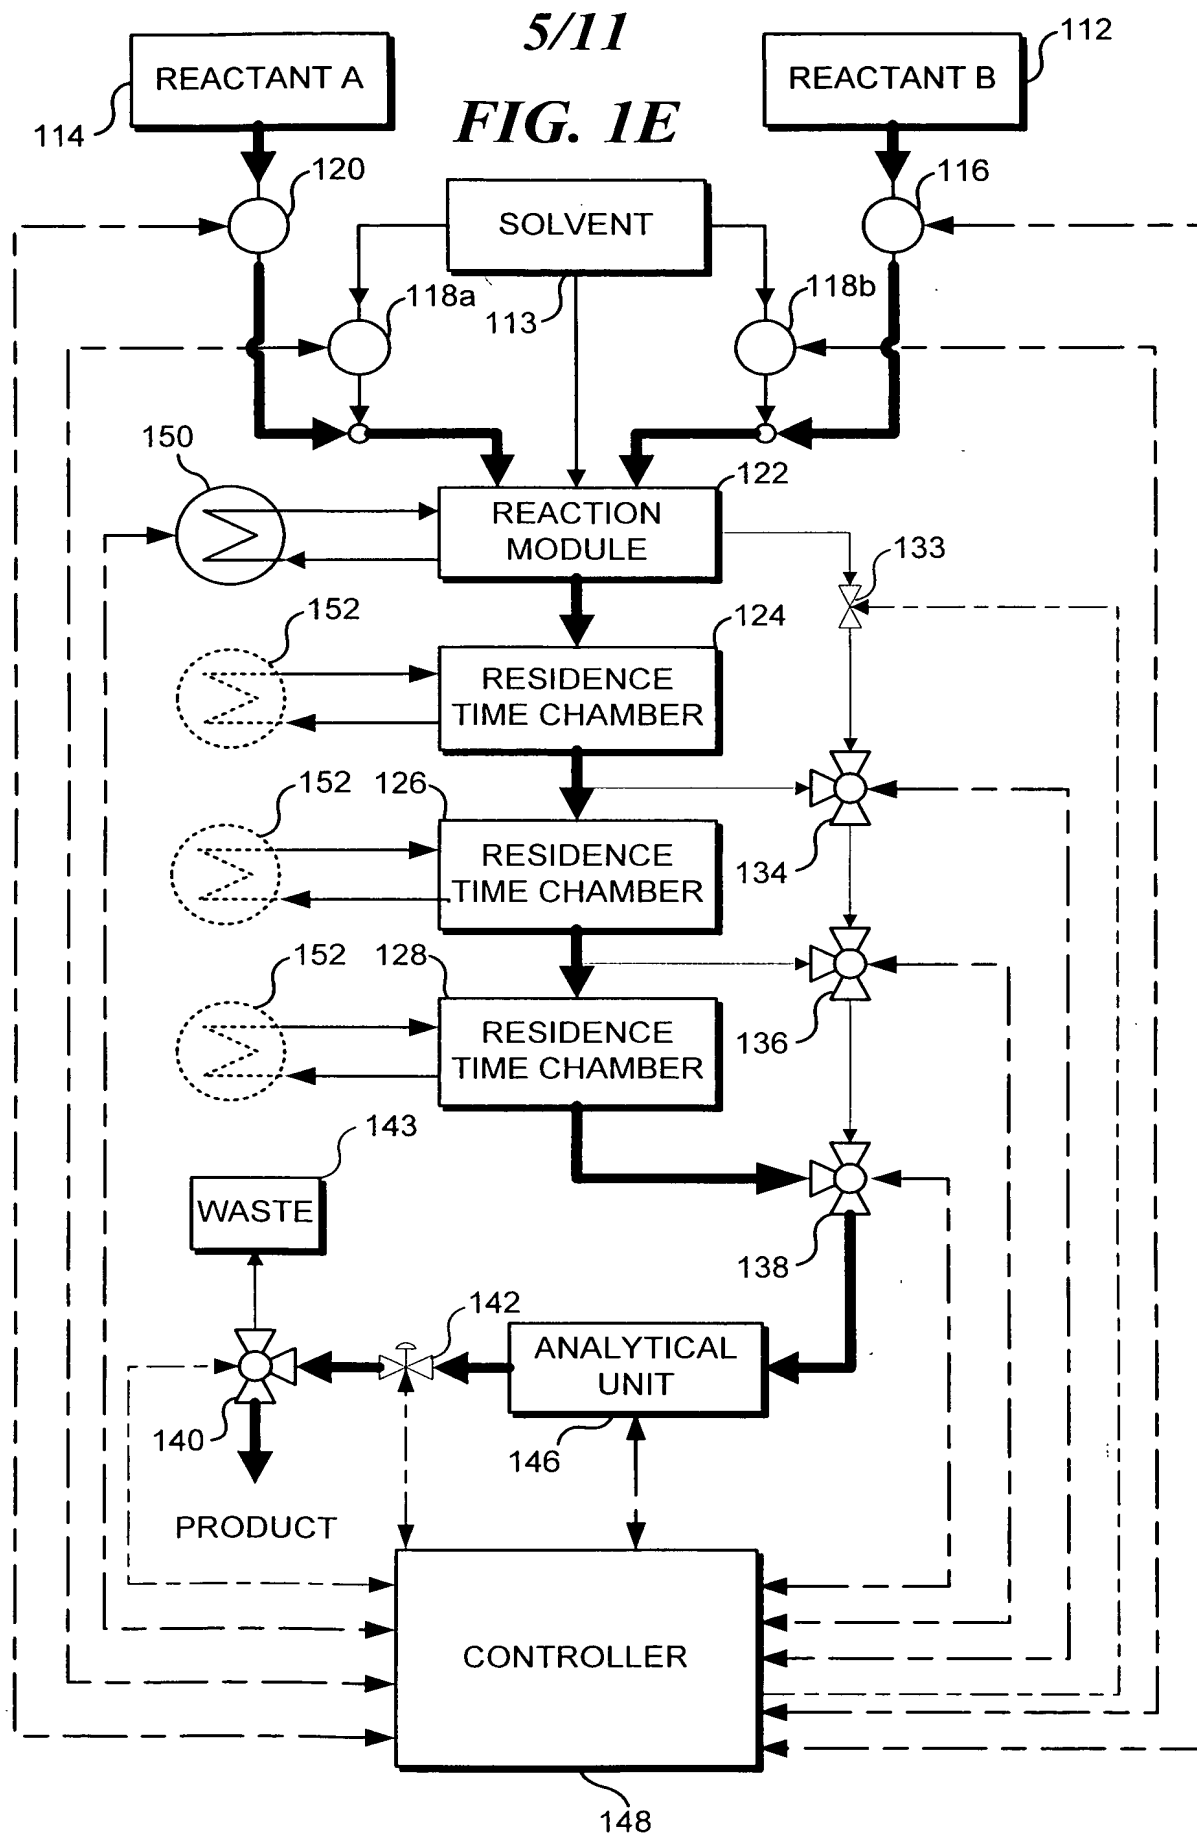 5/11
FIG. 1E
REACTANT A
114
REACTANT B
112
120
116
SOLVENT
113
118a
118b
150
REACTION
MODULE
122
133
152
RESIDENCE
TIME CHAMBER
124
134
152
126
RESIDENCE
TIME CHAMBER
136
152
128
RESIDENCE
TIME CHAMBER
138
143
WASTE
142
ANALYTICAL
UNIT
146
140
PRODUCT
CONTROLLER
148